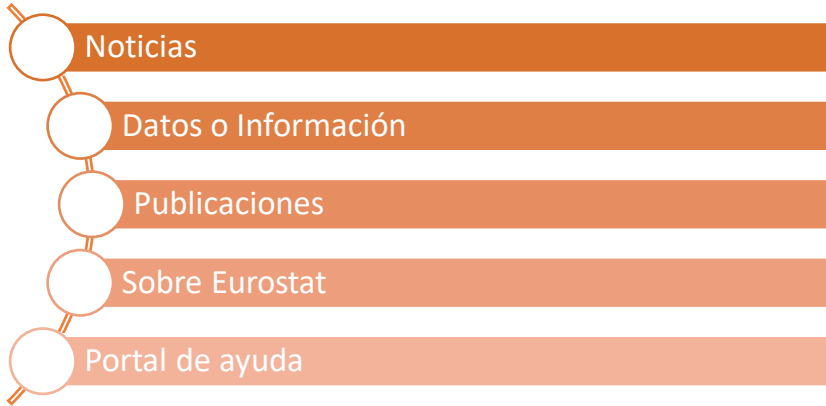 Noticias
Datos o Información
Publicaciones
Sobre Eurostat
Portal de ayuda